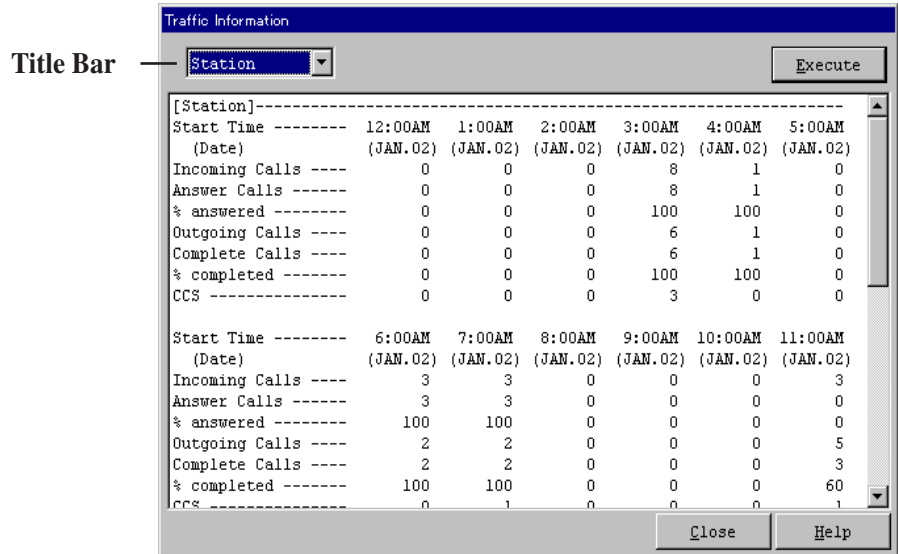 Traffic Information
Title Bar
Station
Execute
[Station]----------------------------------------------------------------
Start Time -------- 12:00AM 1:00AM 2:00AM 3:00AM 4:00AM 5:00AM
(Date) (JAN.02) (JAN.02) (JAN.02) (JAN.02) (JAN.02) (JAN.02)
Incoming Calls ---- 0 0 0 8 1 0
Answer Calls ------ 0 0 0 8 1 0
% answered -------- 0 0 0 100 100 0
Outgoing Calls ---- 0 0 0 6 1 0
Complete Calls ---- 0 0 0 6 1 0
% completed ------- 0 0 0 100 100 0
CCS --------------- 0 0 0 3 0 0
Start Time -------- 6:00AM 7:00AM 8:00AM 9:00AM 10:00AM 11:00AM
(Date) (JAN.02) (JAN.02) (JAN.02) (JAN.02) (JAN.02) (JAN.02)
Incoming Calls ---- 3 3 0 0 0 3
Answer Calls ------ 3 3 0 0 0 0
% answered -------- 100 100 0 0 0 0
Outgoing Calls ---- 2 2 0 0 0 5
Complete Calls ---- 2 2 0 0 0 3
% completed ------- 100 100 0 0 0 60
CCS --------------- 0 1 0 0 0 1
Close
Help